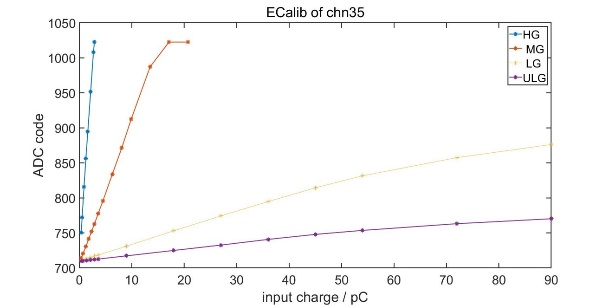 ECalib of chn35
1050
1000
950
900
850
800
750
700
ADC code
0 10 20 30 40 50 60 70 80 90
input charge / pC
HG
MG
LG
ULG